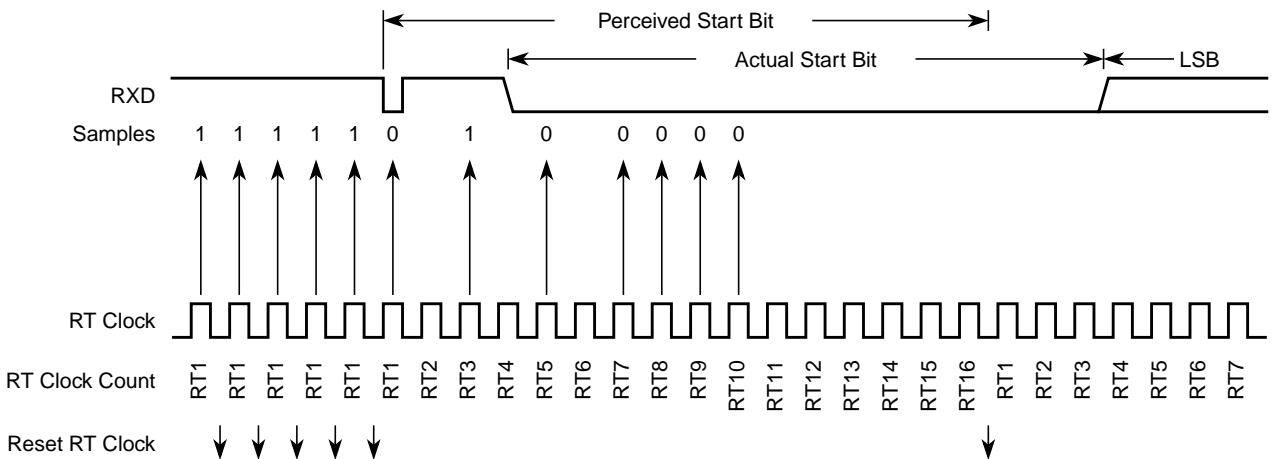 Perceived Start Bit
Actual Start Bit LSB
RXD
Samples 1 1 1 1 1 0 1 0 0 0 0 0
RT Clock
RT Clock Count RT1 RT1 RT1 RT1 RT1 RT1 RT2 RT3 RT4 RT5 RT6 RT7 RT8 RT9 RT10 RT11 RT12 RT13 RT14 RT15 RT16 RT1 RT2 RT3 RT4 RT5 RT6 RT7
Reset RT Clock